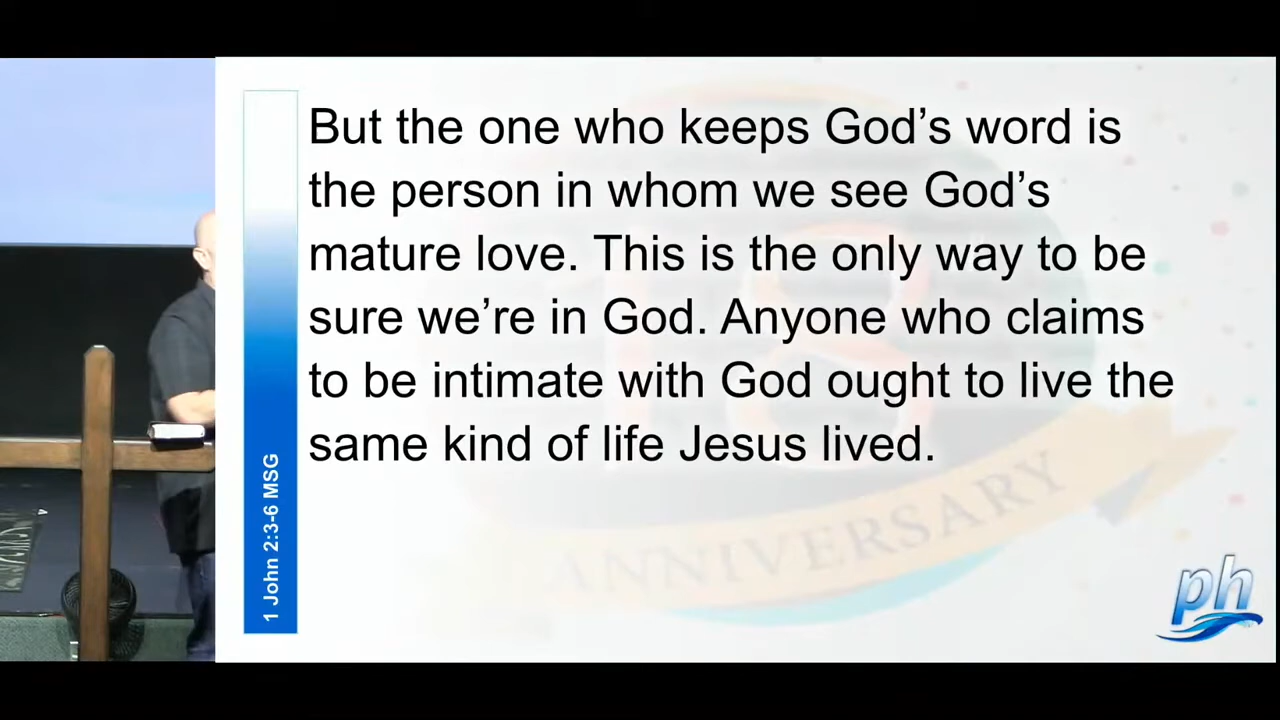 But the one who keeps God’s word is
the person in whom we see God’s
mature love. This is the only way to be
sure we’re in God. Anyone who claims
to be intimate with God ought to live the
same kind of life Jesus lived.
1 John 2:3-6 MSG
18
ANNIVERSARY
ph